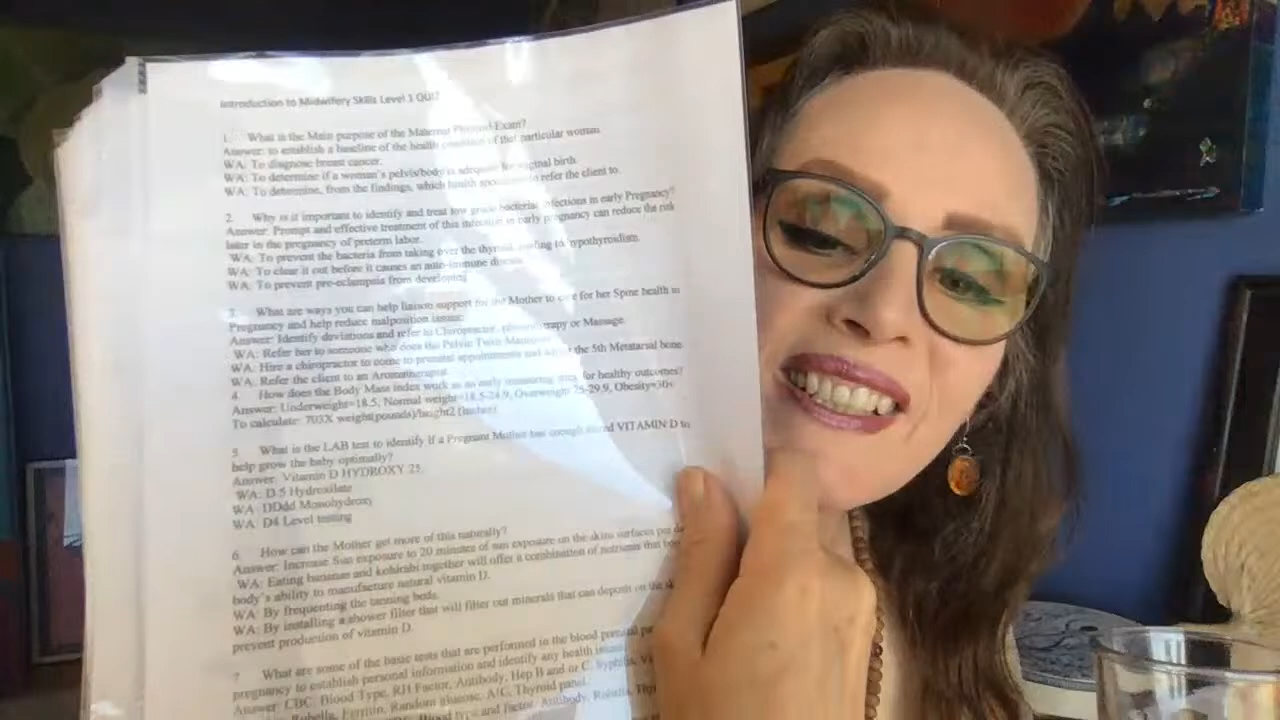 Introduction to Midwifery Skills Level 1 QUIZ
1. What is the Main purpose of the Maternal Physical Exam?
Answer: to establish a baseline of the health condition of that particular woman.
WA: To diagnose breast cancer.
WA: To determine if a woman's pelvis/body is adequate for vaginal birth.
WA: To determine, from the findings, which health specialist to refer the client to.
2. Why is it important to identify and treat low grade bacterial infections in early Pregnancy?
Answer: Prompt and effective treatment of this infection in early pregnancy can reduce the risk
later in the pregnancy of preterm labor.
WA: To prevent the bacteria from taking over the thyroid, leading to hypothyroidism.
WA: To clear it out before it causes an auto-immune disease.
WA: To prevent pre-eclampsia from developing
3. What are ways you can help liaison support for the Mother to care for her Spine health in
Pregnancy and help reduce malposition issues:
Answer: Identify deviations and refer to Chiropractor, therapy or Massage.
WA: Refer her to someone who does the Pelvic Twist
WA: Hire a chiropractor to come to prenatal appointments and the 5th Metatarsal bone.
WA: Refer the client to an Aromatherapist
4. How does the Body Mass index work as an early measuring for healthy outcomes?
Answer: Underweight=18.5, Normal weight=18.5-24.9, Overweight=25-29.9, Obesity=30+
To calculate: 703X weight(pounds)/height2 (inches)
5. What is the LAB test to identify if a Pregnant Mother has enough stored VITAMIN D to
help grow the baby optimally?
Answer: Vitamin D HYDROXY 25.
WA: D 5 Hydroxilate
WA: DDdd Monohydroxy
WA: D4 Level testing
6. How can the Mother get more of this naturally?
Answer: Increase Sun exposure to 20 minutes of sun exposure on the skins surfaces per
WA: Eating bananas and kohlrabi together will offer a combination of nutrients that
body's ability to manufacture natural vitamin D.
WA: By frequenting the tanning beds.
WA: By installing a shower filter that will filter out minerals that can deposit on the
prevent production of vitamin D.
7 What are some of the basic tests that are performed in the blood prenatal
pregnancy to establish personal information and identify any health issues
Answer: CBC, Blood Type, RH Factor, Antibody, Hep B and or C, Syphilis,
Rubella, Ferritin, Random glucose, A/C, Thyroid panel.
Blood type and factor, Antibody, Rubella,